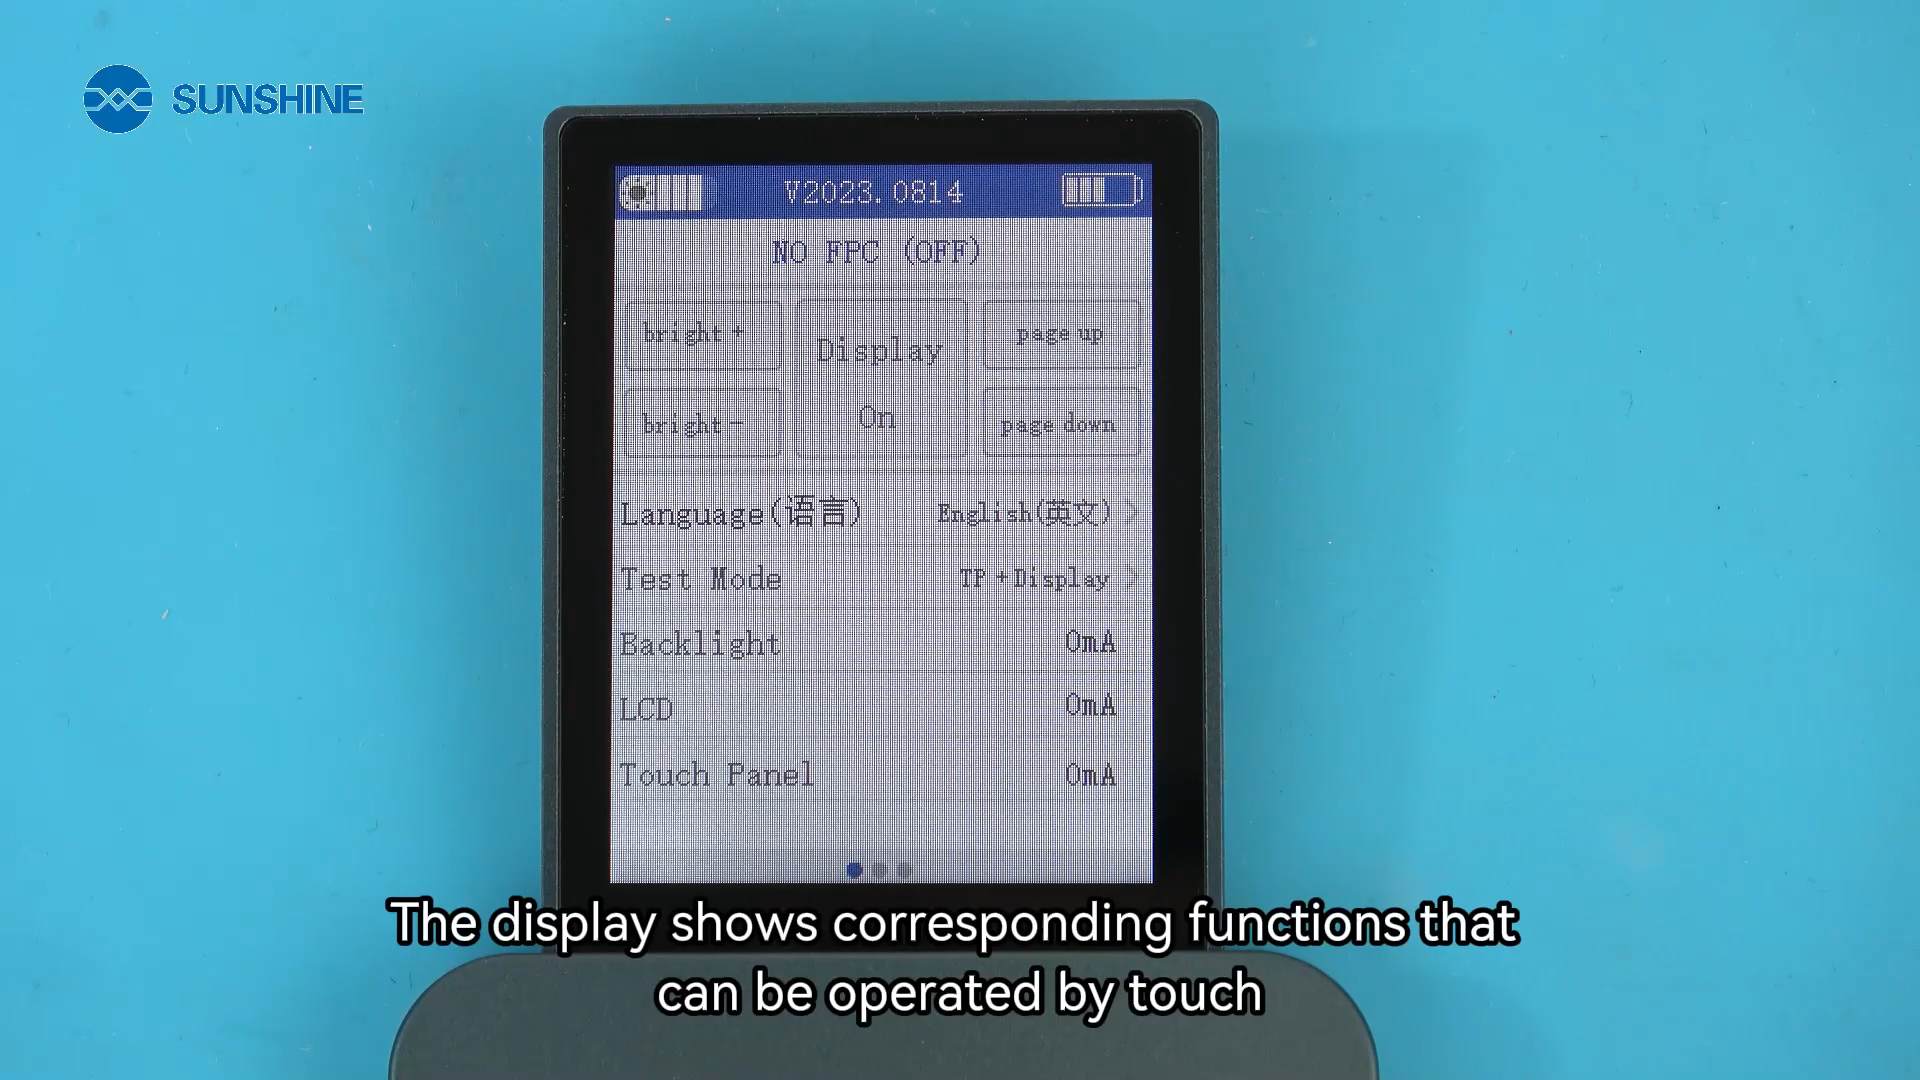 SUNSHINE
V2023.0814
NO FPC (OFF)
bright +
Display
On
page up
bright -
page down
Language(语言) English(英文)
Test Mode TP + Display
Backlight 0mA
LCD 0mA
Touch Panel 0mA
The display shows corresponding functions that
can be operated by touch